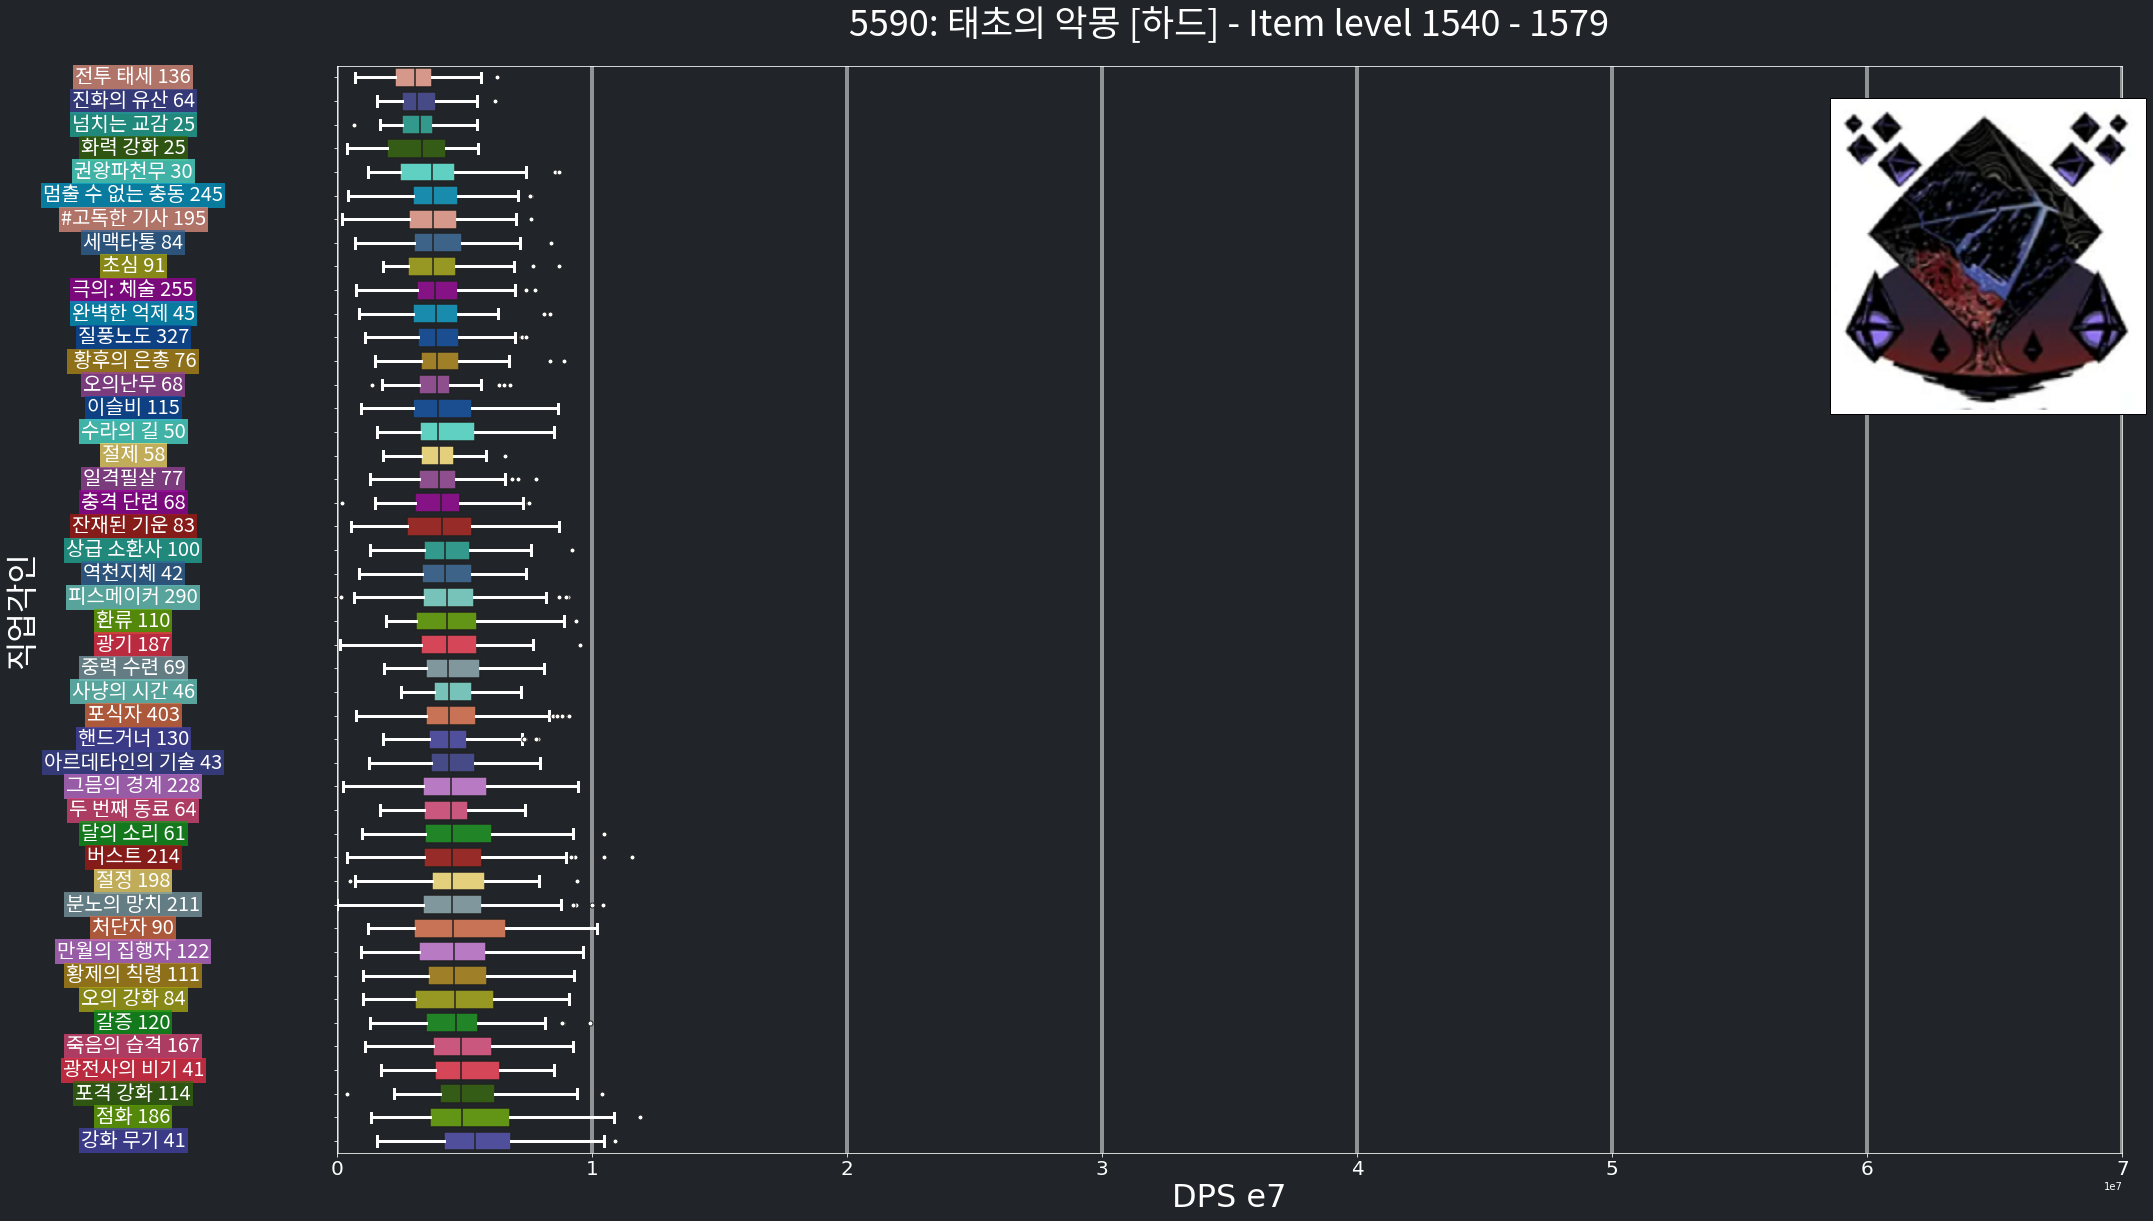 5590: 태초의 악몽 [하드] - Item level 1540 - 1579
전투 태세 136
진화의 유산 64
넘치는 교감 25
화력 강화 25
권왕파천무 30
멈출 수 없는 충동 245
#고독한 기사 195
세맥타통 84
초심 91
극의: 체술 255
완벽한 억제 45
질풍노도 327
황후의 은총 76
오의난무 68
이슬비 115
수라의 길 50
절제 58
일격필살 77
충격 단련 68
잔재된 기운 83
상급 소환사 100
역천지체 42
피스메이커 290
환류 110
광기 187
중력 수련 69
사냥의 시간 46
포식자 403
핸드거너 130
아르데타인의 기술 43
그믐의 경계 228
두 번째 동료 64
달의 소리 61
버스트 214
절정 198
분노의 망치 211
처단자 90
만월의 집행자 122
황제의 칙령 111
오의 강화 84
갈증 120
죽음의 습격 167
광전사의 비기 41
포격 강화 114
점화 186
강화 무기 41
직업각인
0 1 2 3 4 5 6 7
1e7
DPS e7